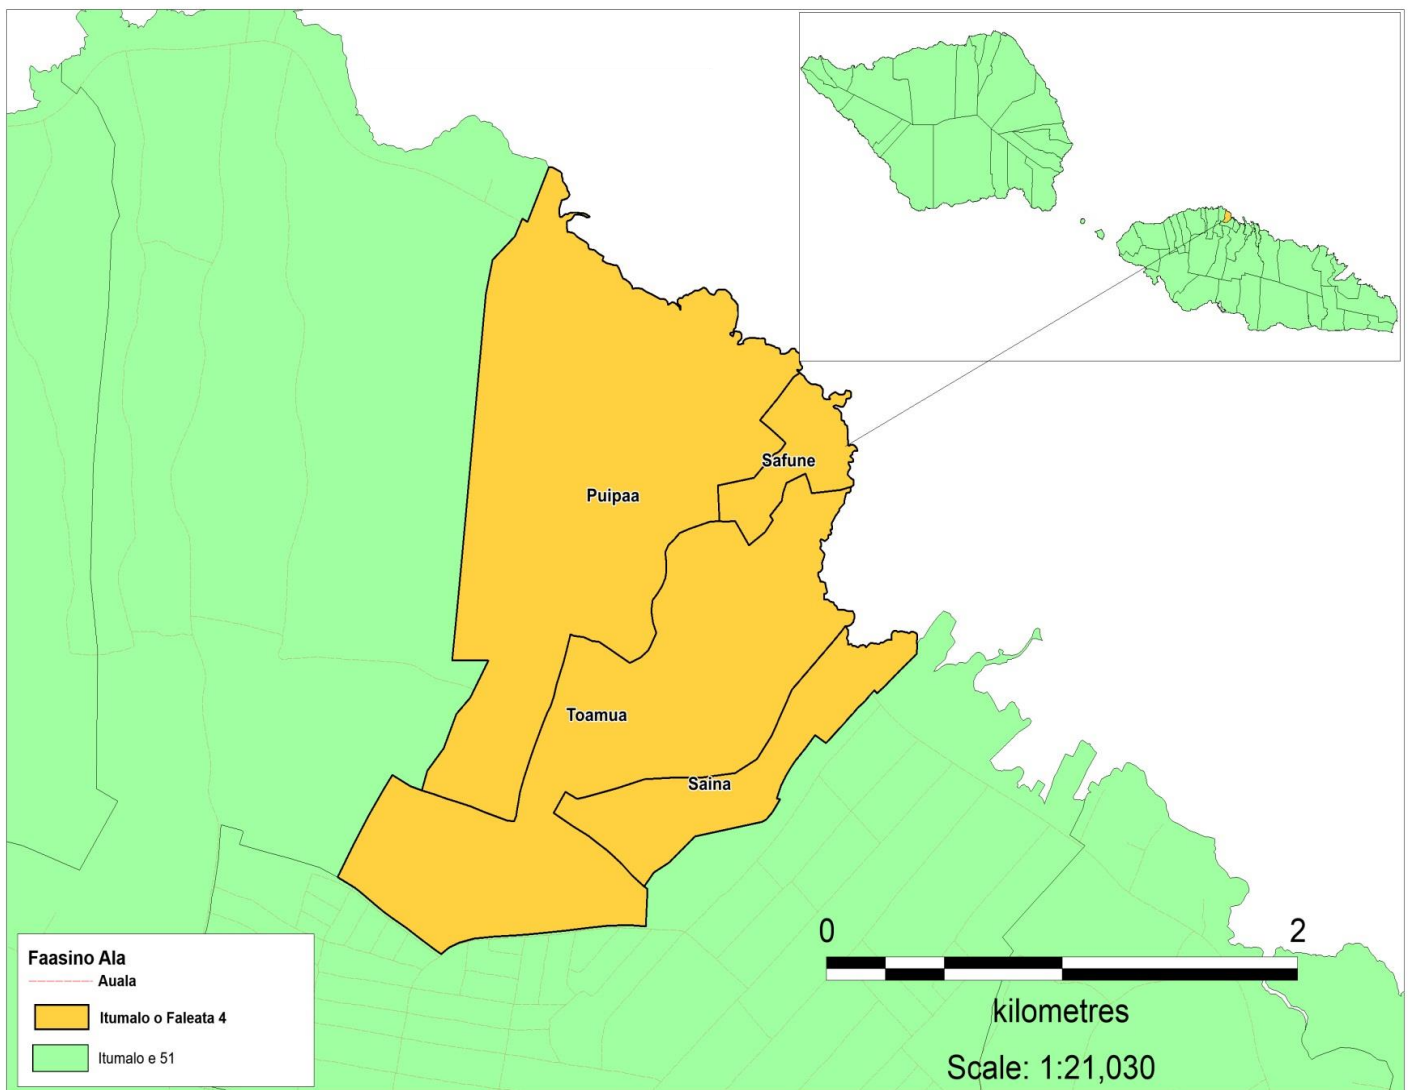 Safune
Puipaa
Toamua
Saina
Faasino Ala
Auala
Itumalo o Faleata 4
Itumalo e 51
0 2
kilometres
Scale: 1:21,030